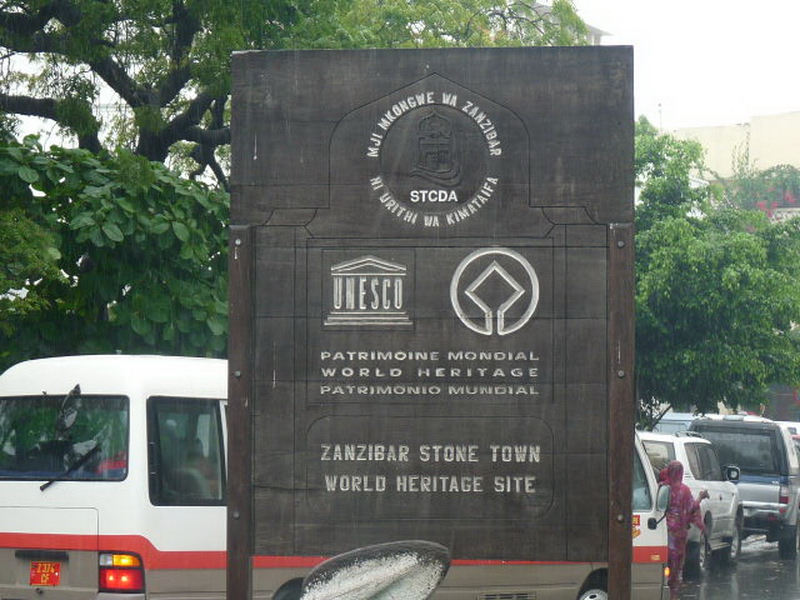 MJI MKONGWE WA ZANZIBAR
STCDA
NI URITHI WA KIMATAIFA
UNESCO
PATRIMOINE MONDIAL
WORLD HERITAGE
PATRIMONIO MUNDIAL
ZANZIBAR STONE TOWN
WORLD HERITAGE SITE